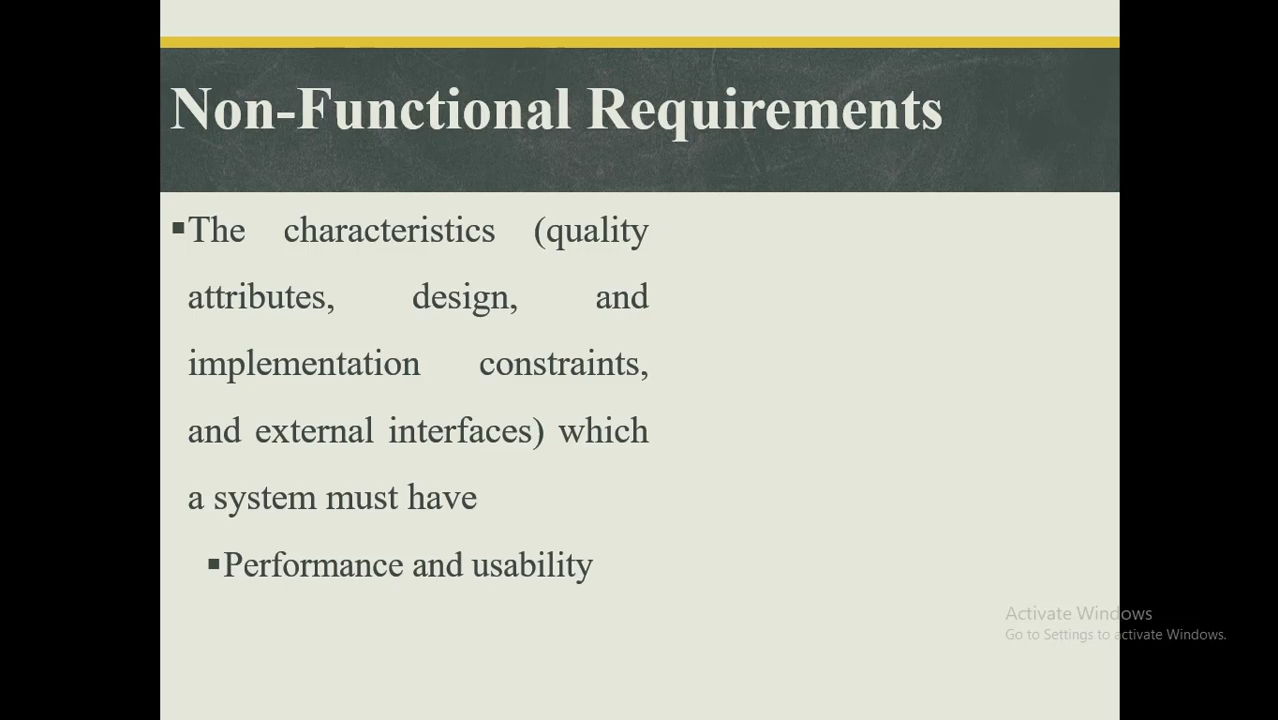 Non-Functional Requirements
▪The characteristics (quality
attributes, design, and
implementation constraints,
and external interfaces) which
a system must have
▪Performance and usability
Activate Windows
Go to Settings to activate Windows.